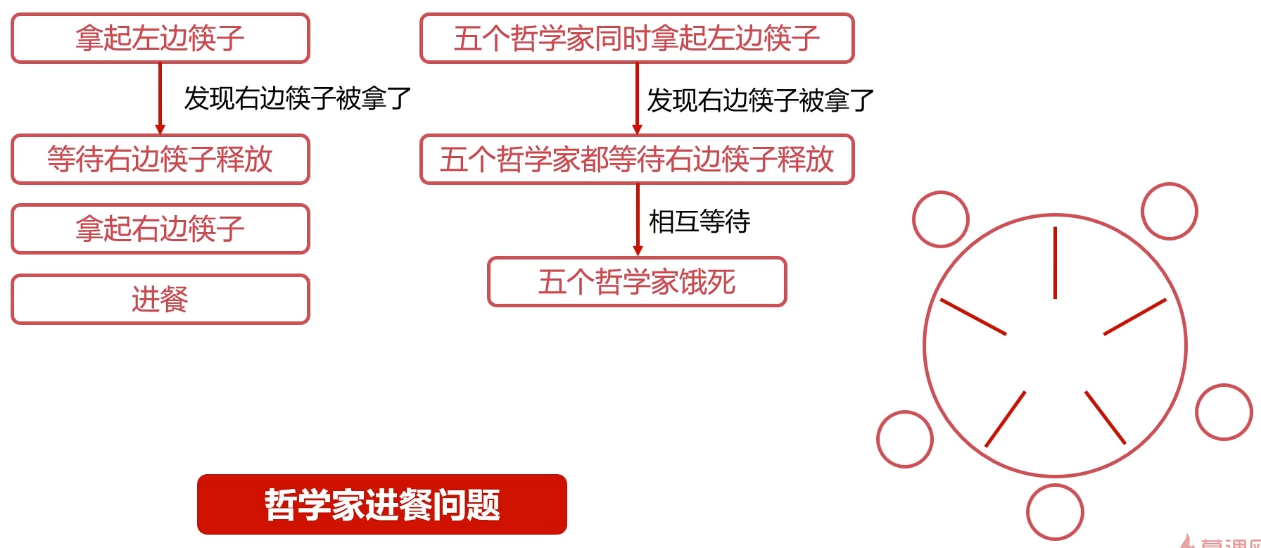 拿起左边筷子
发现右边筷子被拿了
等待右边筷子释放
拿起右边筷子
进餐
五个哲学家同时拿起左边筷子
发现右边筷子被拿了
五个哲学家都等待右边筷子释放
相互等待
五个哲学家饿死
哲学家进餐问题